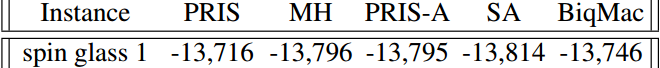 Instance PRIS MH PRIS-A SA BiqMac
spin glass 1 -13,716 -13,796 -13,795 -13,814 -13,746